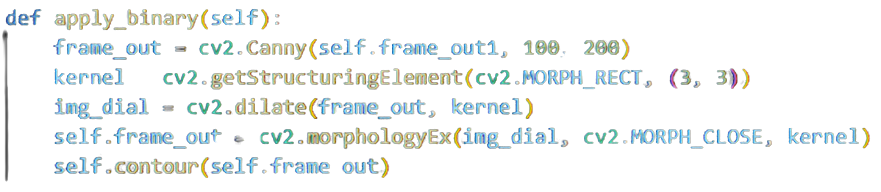 def apply_binary(self):
    frame_out = cv2.Canny(self.frame_out1, 100, 200)
    kernel   cv2.getStructuringElement(cv2.MORPH_RECT, (3, 3))
    img_dial = cv2.dilate(frame_out, kernel)
    self.frame_out = cv2.morphologyEx(img_dial, cv2.MORPH_CLOSE, kernel)
    self.contour(self.frame out)